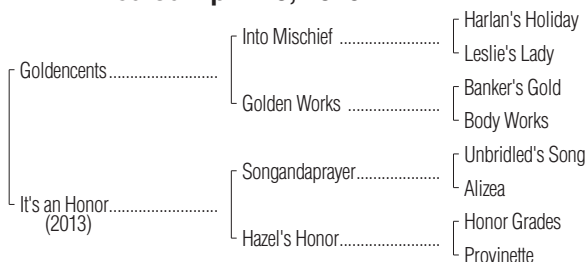 Goldencents
Into Mischief
Harlan's Holiday
Leslie's Lady
Golden Works
Banker's Gold
Body Works
It's an Honor
(2013)
Songandaprayer
Unbridled's Song
Alizea
Hazel's Honor
Honor Grades
Provinette